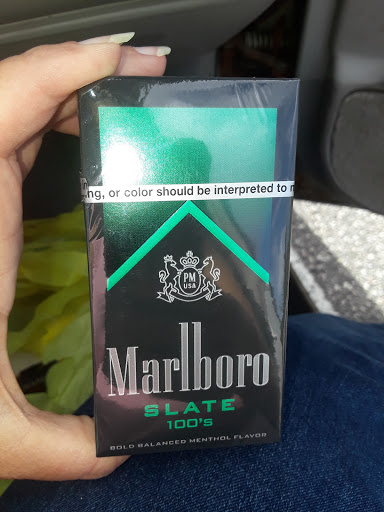 ng, or color should be interpreted to m
PM
USA
Marlboro
SLATE
100's
BOLD BALANCED MENTHOL FLAVOR